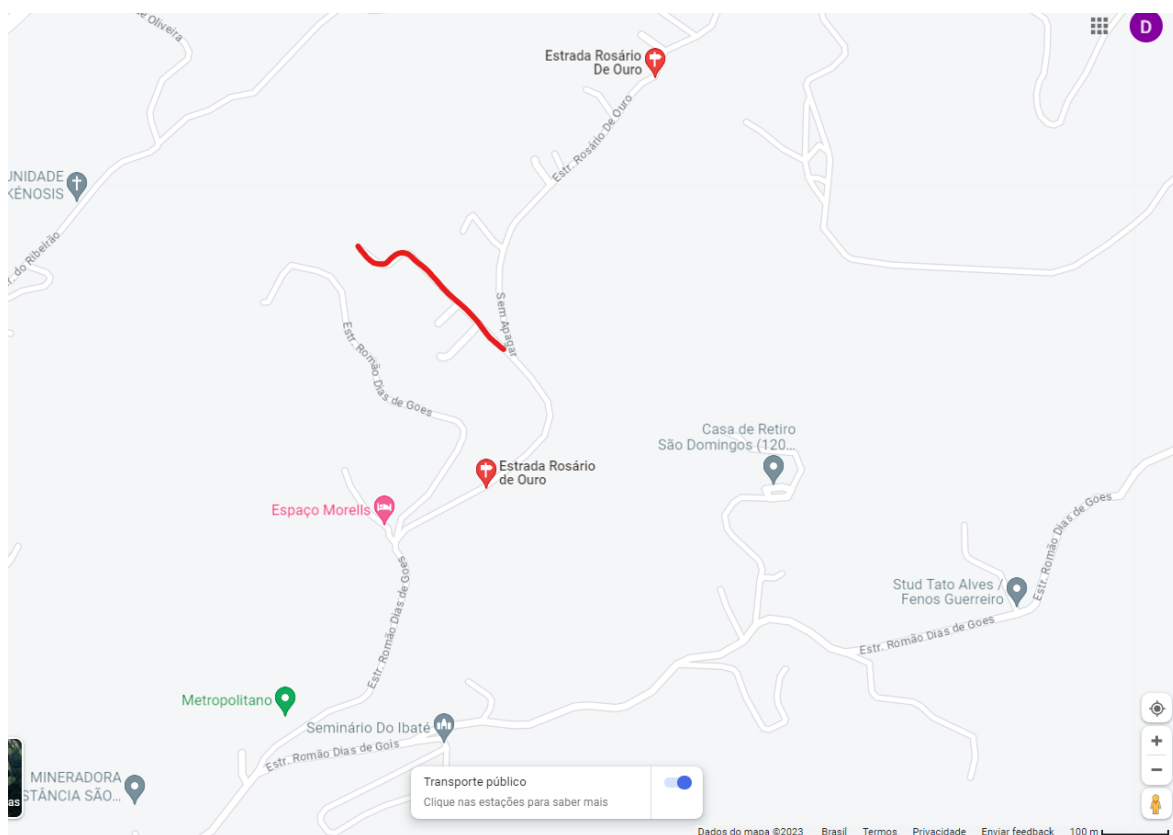 de Oliveira
D
Estrada Rosário
De Ouro
Estr. Rosário De Ouro
UNIDADE
KÉNOSIS
r. do Ribeirão
Sem Apagar
Estr. Romão Dias de Goes
Casa de Retiro
São Domingos (120...
Estrada Rosário
de Ouro
Espaço Morells
Estr. Romão Dias de Goes
Estr. Romão Dias de Goes
Stud Tato Alves /
Fenos Guerreiro
Estr. Romão Dias de Goes
Metropolitano
Seminário Do Ibaté
Estr. Romão Dias de Gois
MINERADORA
STÂNCIA SÃO...
as
Transporte público
Clique nas estações para saber mais
Dados do mapa ©2023 Brasil Termos Privacidade Enviar feedback 100 m